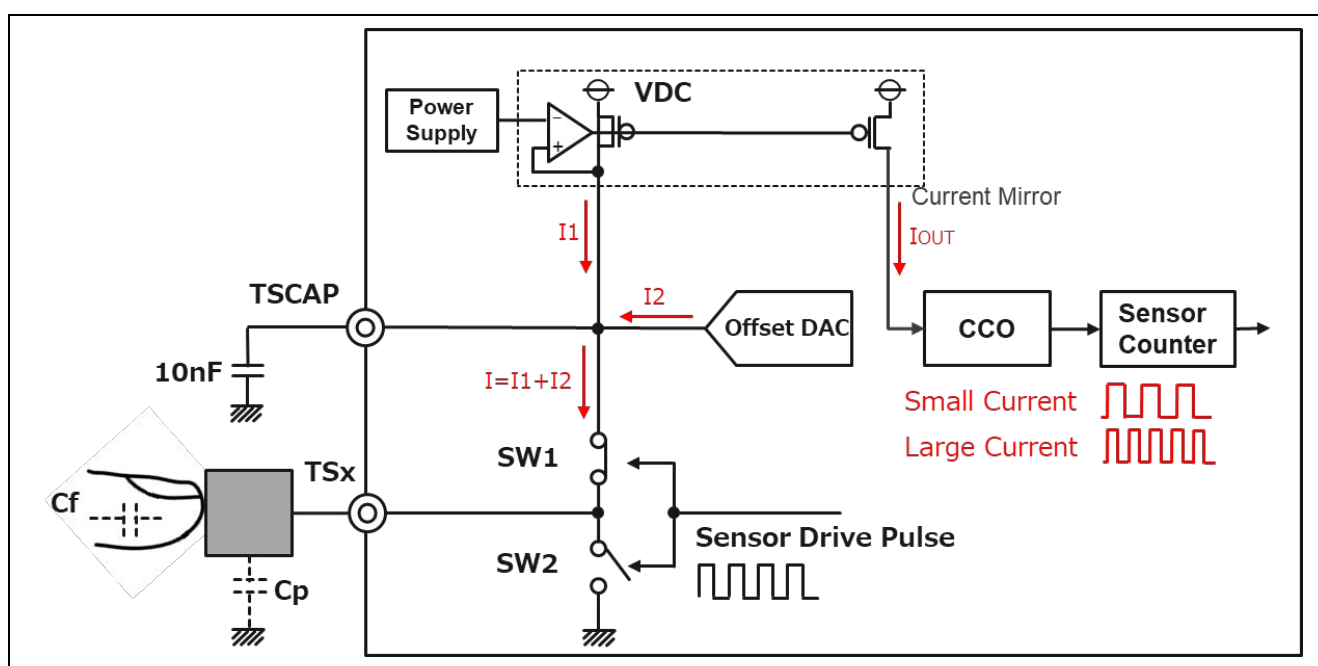 VDC
Power
Supply
−
+
Current Mirror
I1
IOUT
TSCAP
I2
Offset DAC
CCO
Sensor
Counter
10nF
I=I1+I2
Small Current
Large Current
SW1
TSx
Cf
Sensor Drive Pulse
SW2
Cp